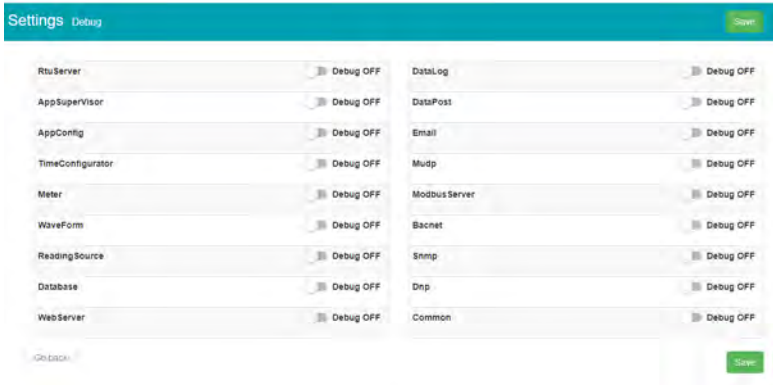 Settings Debug Save
RtuServer Debug OFF DataLog Debug OFF
AppSuperVisor Debug OFF DataPost Debug OFF
AppConfig Debug OFF Email Debug OFF
TimeConfigurator Debug OFF Mudp Debug OFF
Meter Debug OFF ModbusServer Debug OFF
WaveForm Debug OFF Bacnet Debug OFF
ReadingSource Debug OFF Snmp Debug OFF
Database Debug OFF Dnp Debug OFF
WebServer Debug OFF Common Debug OFF
Go back Save